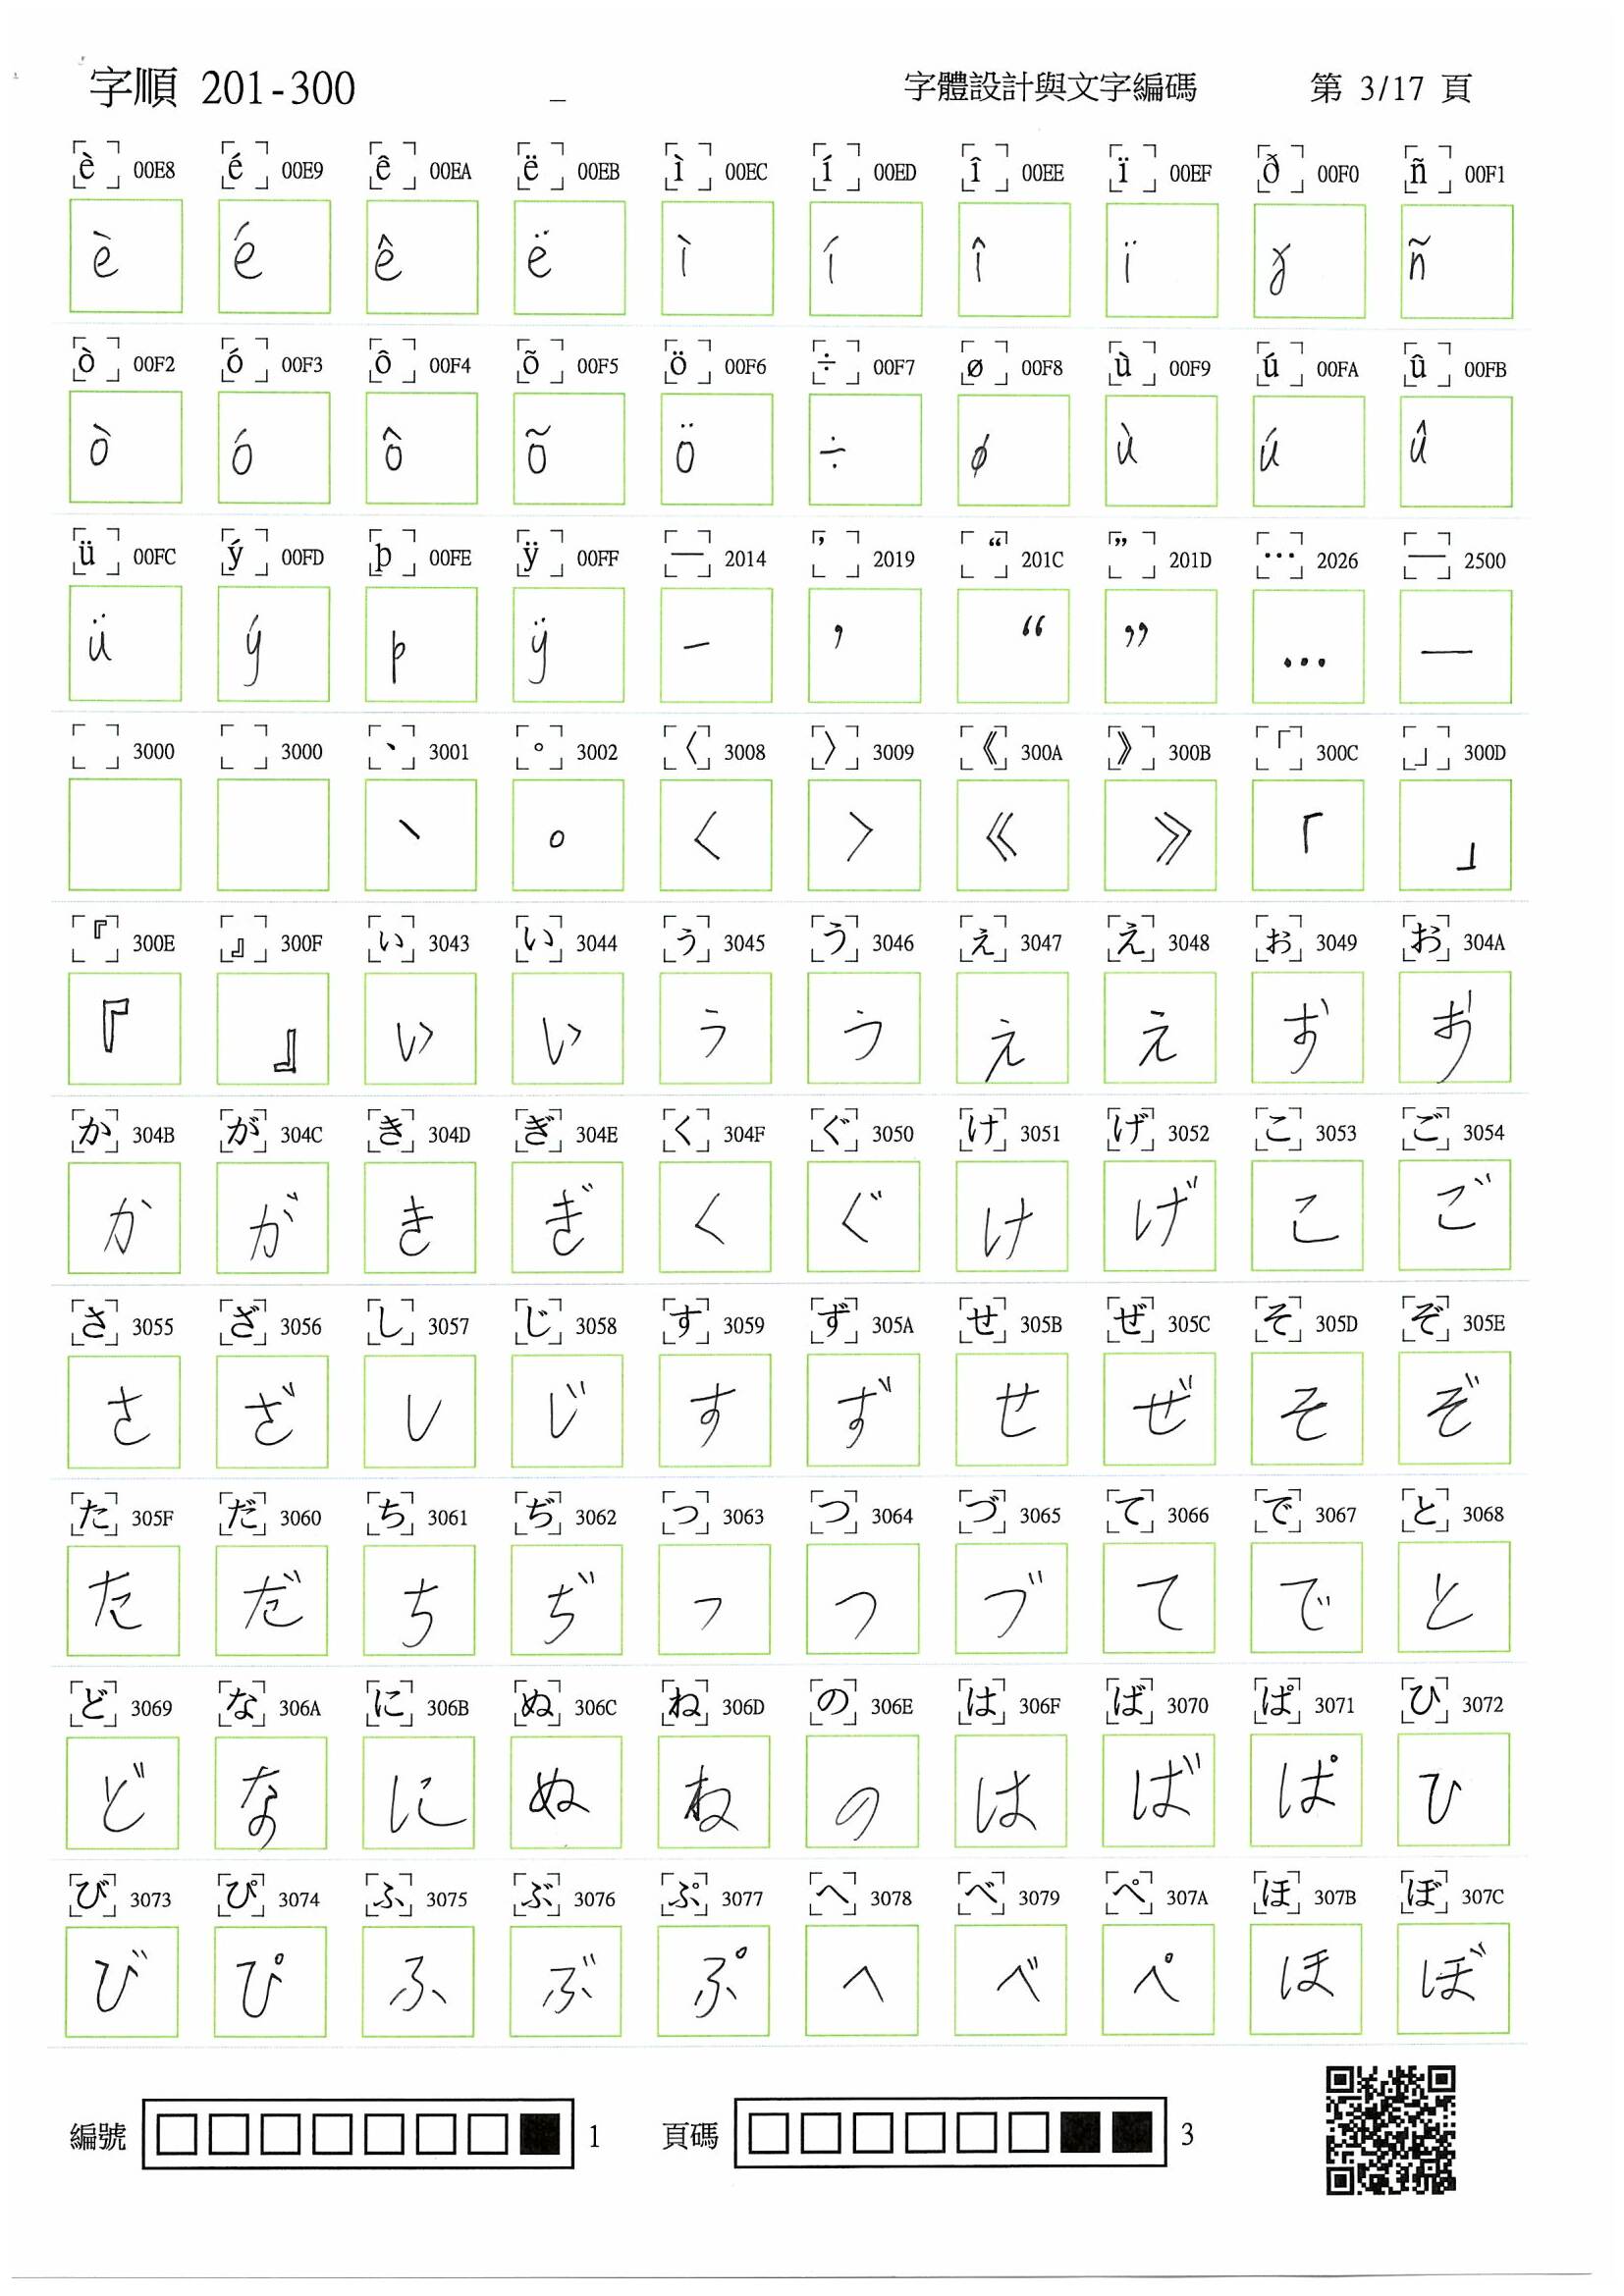 字順 201-300 _ 字體設計與文字編碼 第 3/17 頁
è 00E8 é 00E9 ê 00EA ë 00EB ì 00EC í 00ED î 00EE ï 00EF ð 00F0 ñ 00F1
è é ê ë ì í î ï ð ñ
ò 00F2 ó 00F3 ô 00F4 õ 00F5 ö 00F6 ÷ 00F7 ø 00F8 ù 00F9 ú 00FA û 00FB
ò ó ô õ ö ÷ ø ù ú û
ü 00FC ý 00FD þ 00FE ÿ 00FF — 2014 ’ 2019 “ 201C ” 201D … 2026 ─ 2500
ü ý þ ÿ — ’ “ ” … ─
3000 3000 、 3001 。 3002 〈 3008 〉 3009 《 300A 》 300B 「 300C 」 300D
、 。 〈 〉 《 》 「 」
『 300E 』 300F ぃ 3043 い 3044 ぅ 3045 う 3046 ぇ 3047 え 3048 ぉ 3049 お 304A
『 』 ぃ い ぅ う ぇ え ぉ お
か 304B が 304C き 304D ぎ 304E く 304F ぐ 3050 け 3051 げ 3052 こ 3053 ご 3054
か が き ぎ く ぐ け げ こ ご
さ 3055 ざ 3056 し 3057 じ 3058 す 3059 ず 305A せ 305B ぜ 305C そ 305D ぞ 305E
さ ざ し じ す ず せ ぜ そ ぞ
た 305F だ 3060 ち 3061 ぢ 3062 っ 3063 つ 3064 づ 3065 て 3066 で 3067 と 3068
た だ ち ぢ っ つ づ て で と
ど 3069 な 306A に 306B ぬ 306C ね 306D の 306E は 306F ば 3070 ぱ 3071 ひ 3072
ど な に ぬ ね の は ば ぱ ひ
び 3073 ぴ 3074 ふ 3075 ぶ 3076 ぷ 3077 へ 3078 べ 3079 ぺ 307A ほ 307B ぼ 307C
び ぴ ふ ぶ ぷ へ べ ぺ ほ ぼ
編號 1 頁碼 3